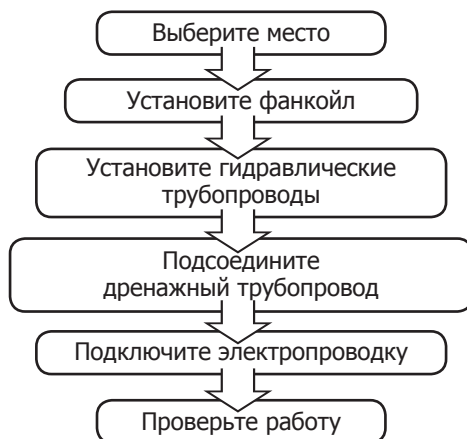 Выберите место
Установите фанкойл
Установите гидравлические
трубопроводы
Подсоедините
дренажный трубопровод
Подключите электропроводку
Проверьте работу